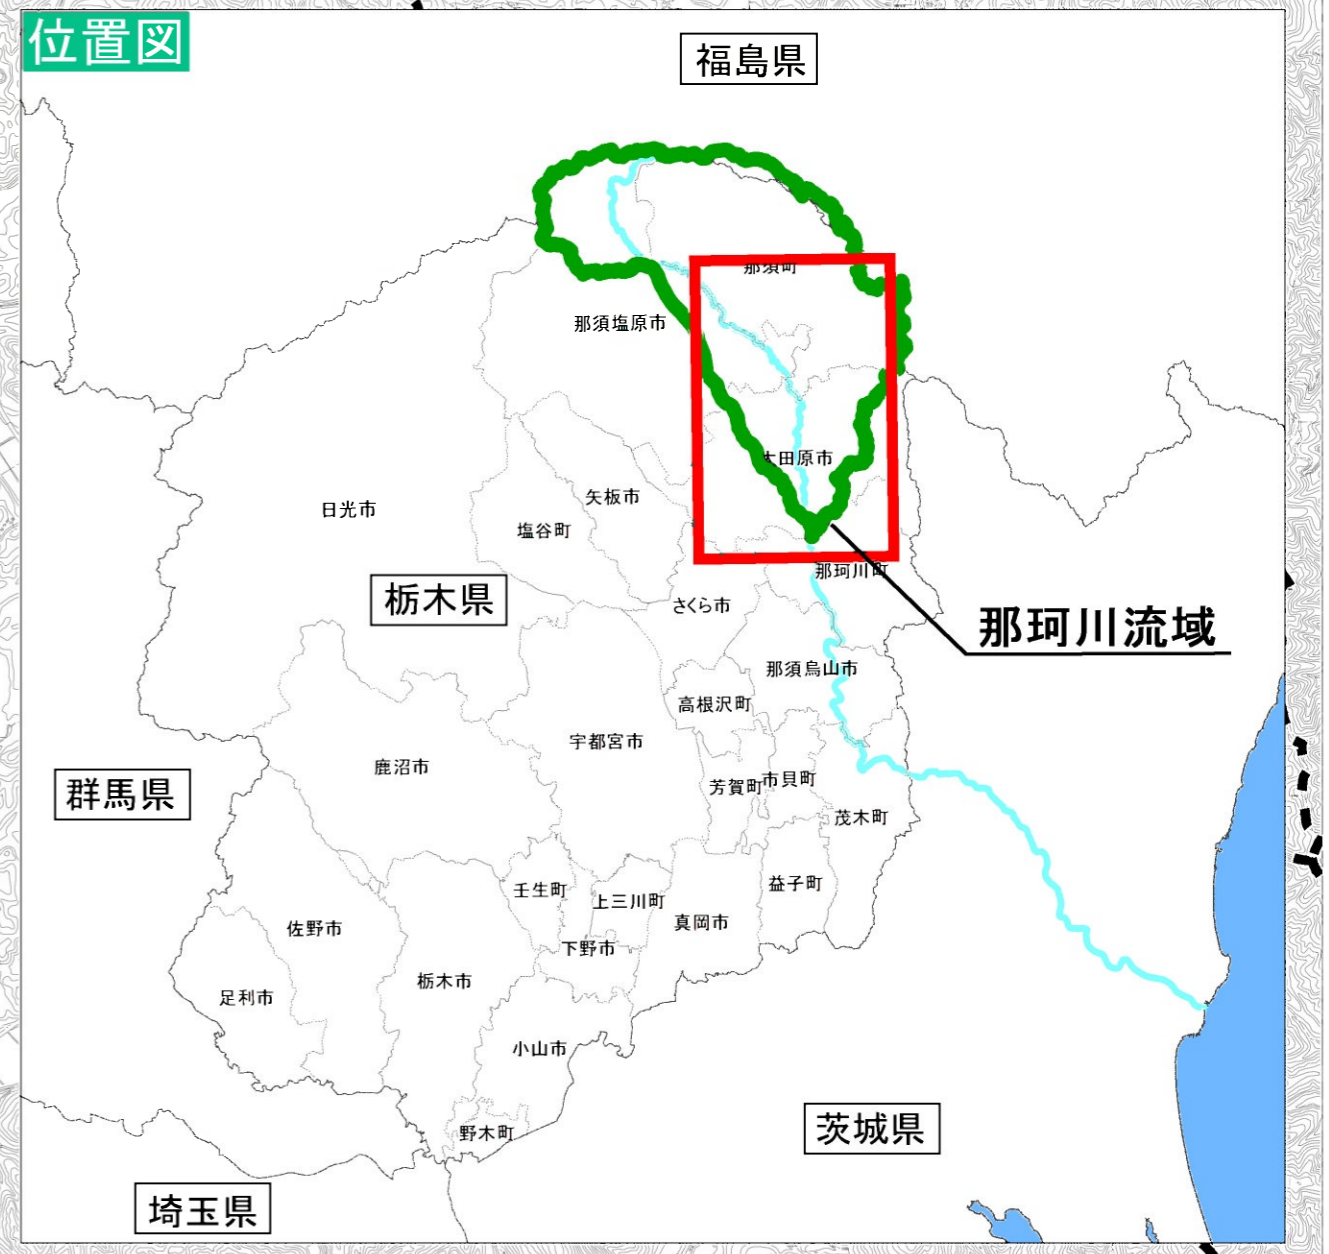 位置図
福島県
那須町
那須塩原市
大田原市
矢板市
日光市
塩谷町
那珂川町
栃木県
さくら市
那珂川流域
那須烏山市
高根沢町
宇都宮市
鹿沼市
市貝町
芳賀町
群馬県
茂木町
益子町
壬生町
上三川町
真岡市
佐野市
下野市
栃木市
足利市
小山市
茨城県
野木町
埼玉県